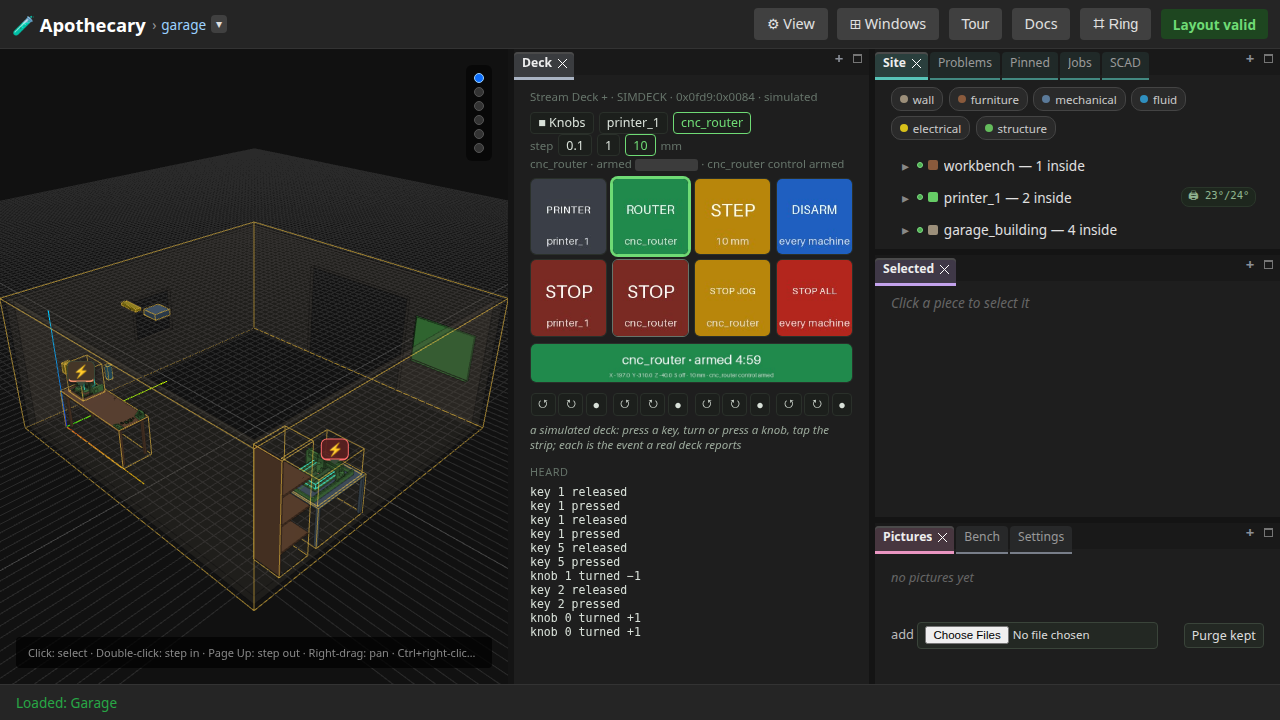 🧪 Apothecary › garage ▾
⚙ View
⊞ Windows
Tour
Docs
⌗ Ring
Layout valid
Deck
Stream Deck + · SIMDECK · 0x0fd9:0x0084 · simulated
■ Knobs
printer_1
cnc_router
step 0.1 1 10 mm
cnc_router · armed · cnc_router control armed
PRINTER
printer_1
ROUTER
cnc_router
STEP
10 mm
DISARM
every machine
STOP
printer_1
STOP
cnc_router
STOP JOG
cnc_router
STOP ALL
every machine
cnc_router · armed 4:59
a simulated deck: press a key, turn or press a knob, tap the
strip; each is the event a real deck reports
HEARD
key 1 released
key 1 pressed
key 1 released
key 1 pressed
key 5 released
key 5 pressed
knob 1 turned −1
key 2 released
key 2 pressed
knob 0 turned +1
knob 0 turned +1
Site
Problems
Pinned
Jobs
SCAD
wall
furniture
mechanical
fluid
electrical
structure
workbench — 1 inside
printer_1 — 2 inside
23°/24°
garage_building — 4 inside
Selected
Click a piece to select it
Pictures
Bench
Settings
no pictures yet
add Choose Files No file chosen
Purge kept
Click: select · Double-click: step in · Page Up: step out · Right-drag: pan · Ctrl+right-clic…
Loaded: Garage